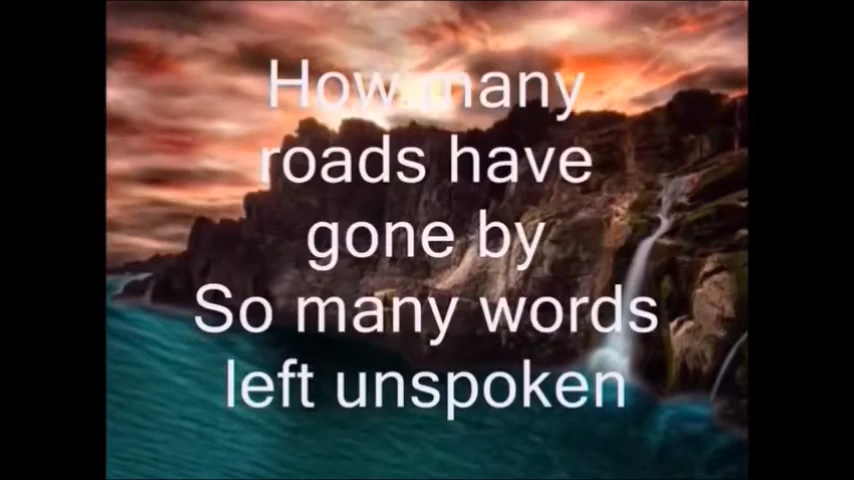 How many
roads have
gone by
So many words
left unspoken